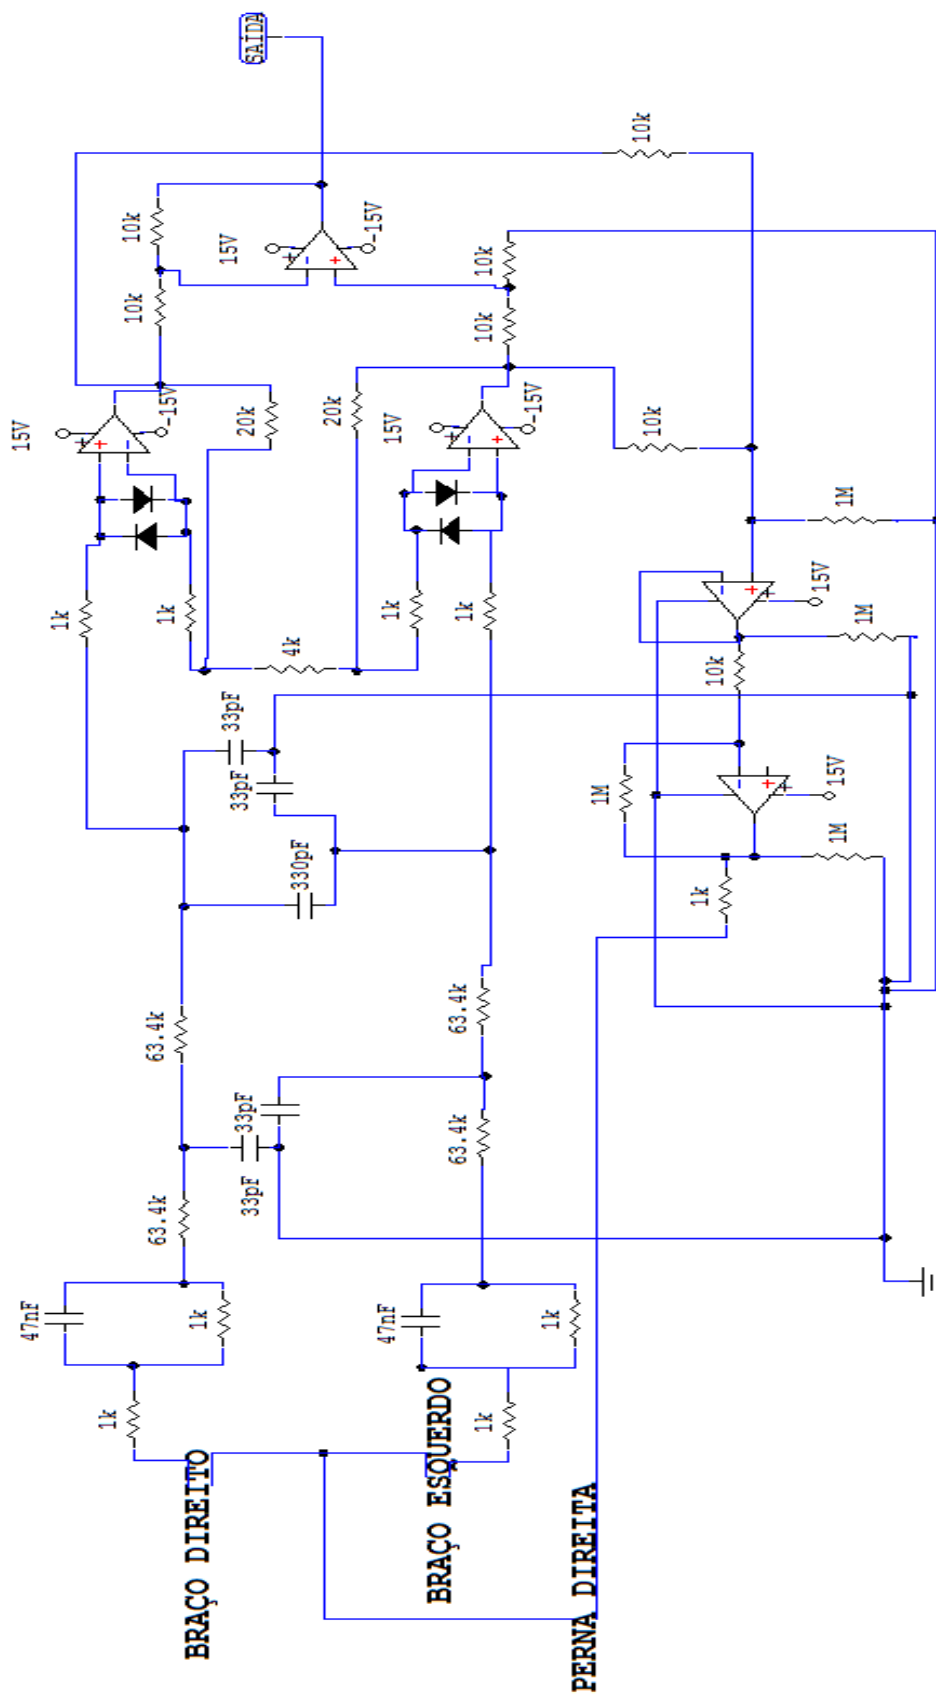 SAIDA
10k
10k
15V
-15V
10k
10k
10k
15V
-15V
20k
20k
15V
-15V
10k
1M
1k
1k
4k
1k
1k
15V
1M
10k
33pF
33pF
330pF
1M
15V
1M
1k
63.4k
63.4k
33pF
33pF
63.4k
63.4k
47nF
1k
47nF
1k
1k
1k
BRAÇO DIREITO
BRAÇO ESQUERDO
PERNA DIREITA